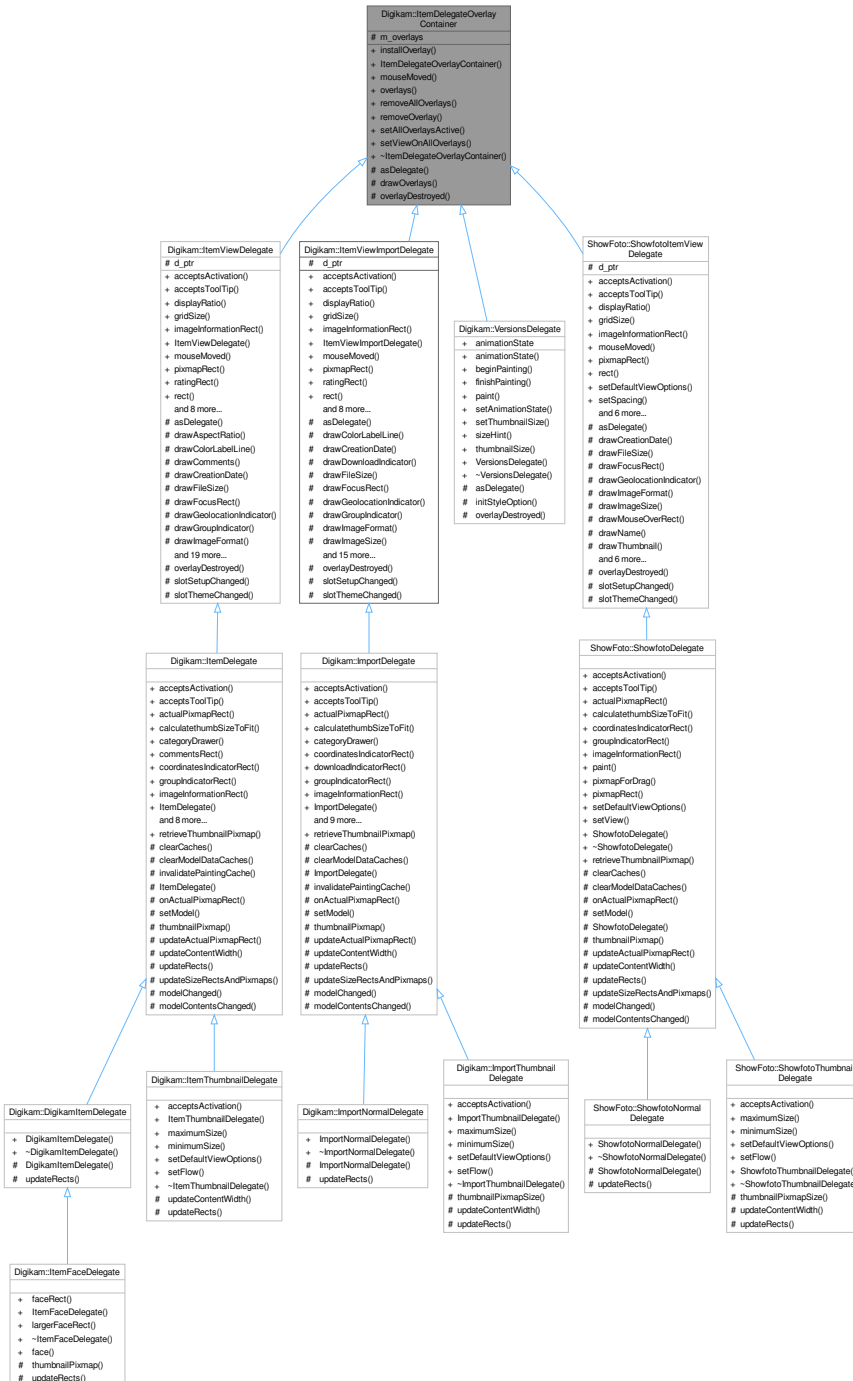 Digikam::ItemDelegateOverlay
Container
# m_overlays
+ installOverlay()
+ ItemDelegateOverlayContainer()
+ mouseMoved()
+ overlays()
+ removeAllOverlays()
+ removeOverlay()
+ setAllOverlaysActive()
+ setViewOnAllOverlays()
+ ~ItemDelegateOverlayContainer()
# asDelegate()
# drawOverlays()
# overlayDestroyed()
Digikam::ItemViewDelegate
# d_ptr
+ acceptsActivation()
+ acceptsToolTip()
+ displayRatio()
+ gridSize()
+ imageInformationRect()
+ ItemViewDelegate()
+ mouseMoved()
+ pixmapRect()
+ ratingRect()
+ rect()
and 8 more...
# asDelegate()
# drawAspectRatio()
# drawColorLabelLine()
# drawComments()
# drawCreationDate()
# drawFileSize()
# drawFocusRect()
# drawGeolocationIndicator()
# drawGroupIndicator()
# drawImageFormat()
and 19 more...
# overlayDestroyed()
# slotSetupChanged()
# slotThemeChanged()
Digikam::ItemViewImportDelegate
# d_ptr
+ acceptsActivation()
+ acceptsToolTip()
+ displayRatio()
+ gridSize()
+ imageInformationRect()
+ ItemViewImportDelegate()
+ mouseMoved()
+ pixmapRect()
+ ratingRect()
+ rect()
and 8 more...
# asDelegate()
# drawColorLabelLine()
# drawCreationDate()
# drawDownloadIndicator()
# drawFileSize()
# drawFocusRect()
# drawGeolocationIndicator()
# drawGroupIndicator()
# drawImageFormat()
# drawImageSize()
and 15 more...
# overlayDestroyed()
# slotSetupChanged()
# slotThemeChanged()
Digikam::VersionsDelegate
+ animationState
+ animationState()
+ beginPainting()
+ finishPainting()
+ paint()
+ setAnimationState()
+ setThumbnailSize()
+ sizeHint()
+ thumbnailSize()
+ VersionsDelegate()
+ ~VersionsDelegate()
# asDelegate()
# initStyleOption()
# overlayDestroyed()
ShowFoto::ShowfotoItemView
Delegate
# d_ptr
+ acceptsActivation()
+ acceptsToolTip()
+ displayRatio()
+ gridSize()
+ imageInformationRect()
+ mouseMoved()
+ pixmapRect()
+ rect()
+ setDefaultViewOptions()
+ setSpacing()
and 6 more...
# asDelegate()
# drawCreationDate()
# drawFileSize()
# drawFocusRect()
# drawGeolocationIndicator()
# drawImageFormat()
# drawImageSize()
# drawMouseOverRect()
# drawName()
# drawThumbnail()
and 6 more...
# overlayDestroyed()
# slotSetupChanged()
# slotThemeChanged()
Digikam::ItemDelegate
+ acceptsActivation()
+ acceptsToolTip()
+ actualPixmapRect()
+ calculatethumbSizeToFit()
+ categoryDrawer()
+ commentsRect()
+ coordinatesIndicatorRect()
+ groupIndicatorRect()
+ imageInformationRect()
+ ItemDelegate()
and 8 more...
+ retrieveThumbnailPixmap()
# clearCaches()
# clearModelDataCaches()
# invalidatePaintingCache()
# ItemDelegate()
# onActualPixmapRect()
# setModel()
# thumbnailPixmap()
# updateActualPixmapRect()
# updateContentWidth()
# updateRects()
# updateSizeRectsAndPixmaps()
# modelChanged()
# modelContentsChanged()
Digikam::ImportDelegate
+ acceptsActivation()
+ acceptsToolTip()
+ actualPixmapRect()
+ calculatethumbSizeToFit()
+ categoryDrawer()
+ coordinatesIndicatorRect()
+ downloadIndicatorRect()
+ groupIndicatorRect()
+ imageInformationRect()
+ ImportDelegate()
and 9 more...
+ retrieveThumbnailPixmap()
# clearCaches()
# clearModelDataCaches()
# ImportDelegate()
# invalidatePaintingCache()
# onActualPixmapRect()
# setModel()
# thumbnailPixmap()
# updateActualPixmapRect()
# updateContentWidth()
# updateRects()
# updateSizeRectsAndPixmaps()
# modelChanged()
# modelContentsChanged()
ShowFoto::ShowfotoDelegate
+ acceptsActivation()
+ acceptsToolTip()
+ actualPixmapRect()
+ calculatethumbSizeToFit()
+ coordinatesIndicatorRect()
+ groupIndicatorRect()
+ imageInformationRect()
+ paint()
+ pixmapForDrag()
+ pixmapRect()
+ setDefaultViewOptions()
+ setView()
+ ShowfotoDelegate()
+ ~ShowfotoDelegate()
+ retrieveThumbnailPixmap()
# clearCaches()
# clearModelDataCaches()
# onActualPixmapRect()
# setModel()
# ShowfotoDelegate()
# thumbnailPixmap()
# updateActualPixmapRect()
# updateContentWidth()
# updateRects()
# updateSizeRectsAndPixmaps()
# modelChanged()
# modelContentsChanged()
Digikam::DigikamItemDelegate
+ DigikamItemDelegate()
+ ~DigikamItemDelegate()
# DigikamItemDelegate()
# updateRects()
Digikam::ItemThumbnailDelegate
+ acceptsActivation()
+ ItemThumbnailDelegate()
+ maximumSize()
+ minimumSize()
+ setDefaultViewOptions()
+ setFlow()
+ ~ItemThumbnailDelegate()
# updateContentWidth()
# updateRects()
Digikam::ImportNormalDelegate
+ ImportNormalDelegate()
+ ~ImportNormalDelegate()
# ImportNormalDelegate()
# updateRects()
Digikam::ImportThumbnail
Delegate
+ acceptsActivation()
+ ImportThumbnailDelegate()
+ maximumSize()
+ minimumSize()
+ setDefaultViewOptions()
+ setFlow()
+ ~ImportThumbnailDelegate()
# thumbnailPixmapSize()
# updateContentWidth()
# updateRects()
ShowFoto::ShowfotoNormal
Delegate
+ ShowfotoNormalDelegate()
+ ~ShowfotoNormalDelegate()
# ShowfotoNormalDelegate()
# updateRects()
ShowFoto::ShowfotoThumbnail
Delegate
+ acceptsActivation()
+ maximumSize()
+ minimumSize()
+ setDefaultViewOptions()
+ setFlow()
+ ShowfotoThumbnailDelegate()
+ ~ShowfotoThumbnailDelegate
# thumbnailPixmapSize()
# updateContentWidth()
# updateRects()
Digikam::ItemFaceDelegate
+ faceRect()
+ ItemFaceDelegate()
+ largerFaceRect()
+ ~ItemFaceDelegate()
+ face()
# thumbnailPixmap()
# updateRects()